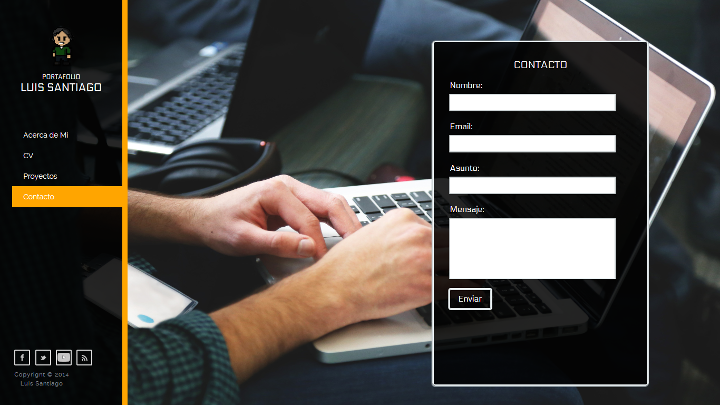 PORTAFOLIO
LUIS SANTIAGO
Acerca de Mi
CV
Proyectos
Contacto
Copyright © 2014
Luis Santiago
CONTACTO
Nombre:
Email:
Asunto:
Mensaje:
Enviar